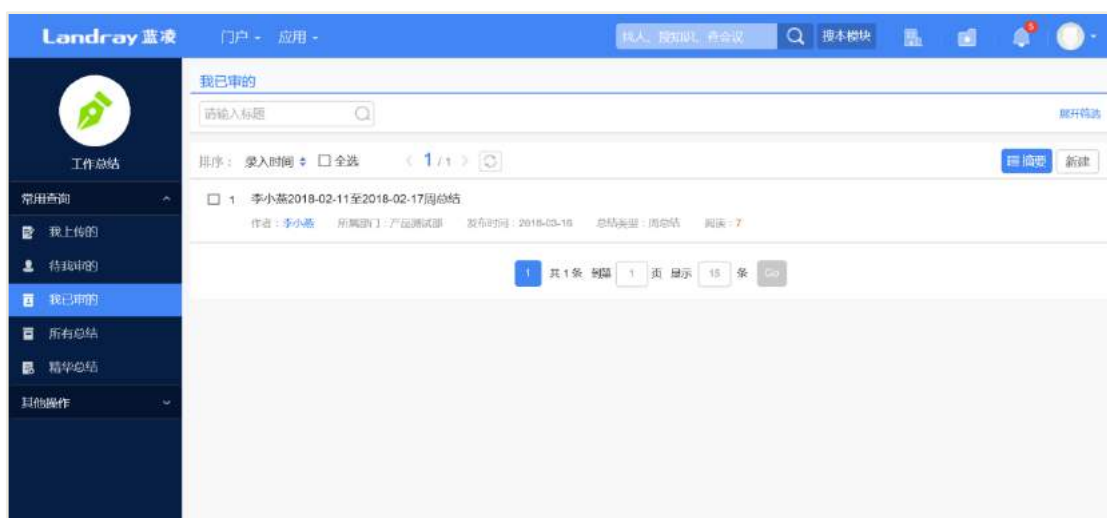 Landray 蓝凌 门户 应用 找人、搜知识、查会议 搜本模块 5
工作总结
常用查询
我上传的
待我审的
我已审的
所有总结
精华总结
其他操作
我已审的
请输入标题 展开筛选
排序： 录入时间 全选 1 / 1 摘要 新建
1 李小燕2018-02-11至2018-02-17周总结
作者：李小燕 所属部门：产品测试部 发布时间：2018-03-16 总结类型：周总结 阅读：7
1 共 1 条 到第 1 页 显示 15 条 Go